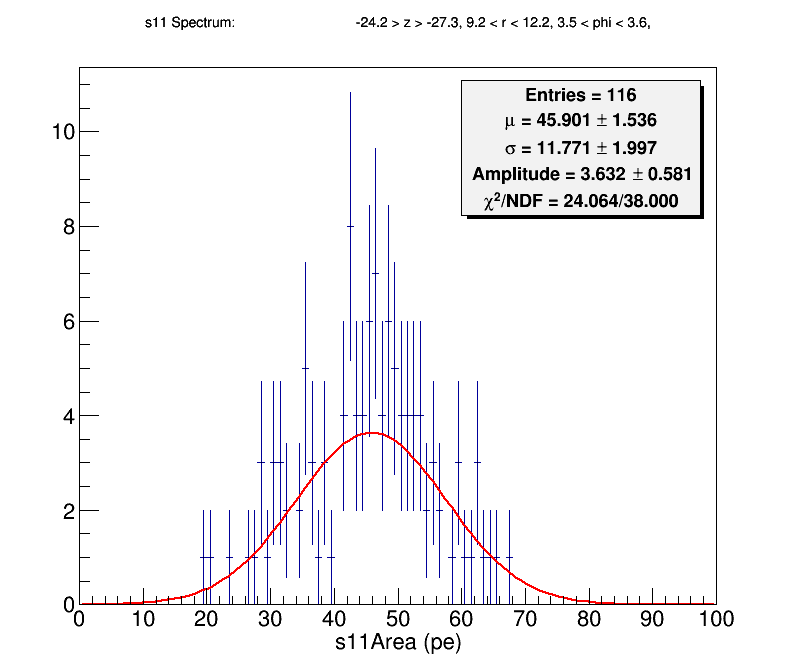 s11 Spectrum: -24.2 > z > -27.3, 9.2 < r < 12.2, 3.5 < phi < 3.6,
Entries = 116
μ = 45.901 ± 1.536
σ = 11.771 ± 1.997
Amplitude = 3.632 ± 0.581
χ²/NDF = 24.064/38.000
10
8
6
4
2
0
0 10 20 30 40 50 60 70 80 90 100
s11Area (pe)